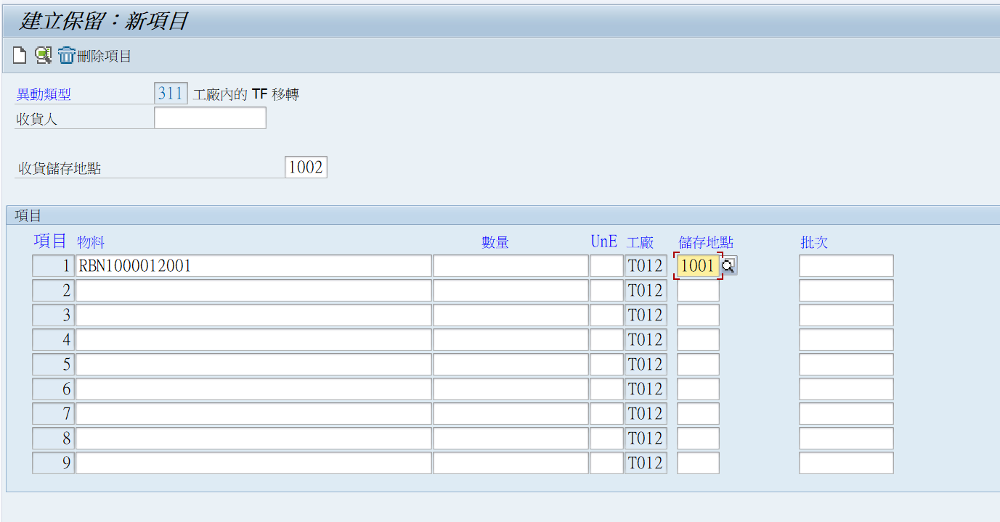 建立保留：新項目
刪除項目
異動類型 311 工廠內的 TF 移轉
收貨人
收貨儲存地點 1002
項目
項目 物料 數量 UnE 工廠 儲存地點 批次
1 RBN1000012001 T012 1001
2 T012
3 T012
4 T012
5 T012
6 T012
7 T012
8 T012
9 T012